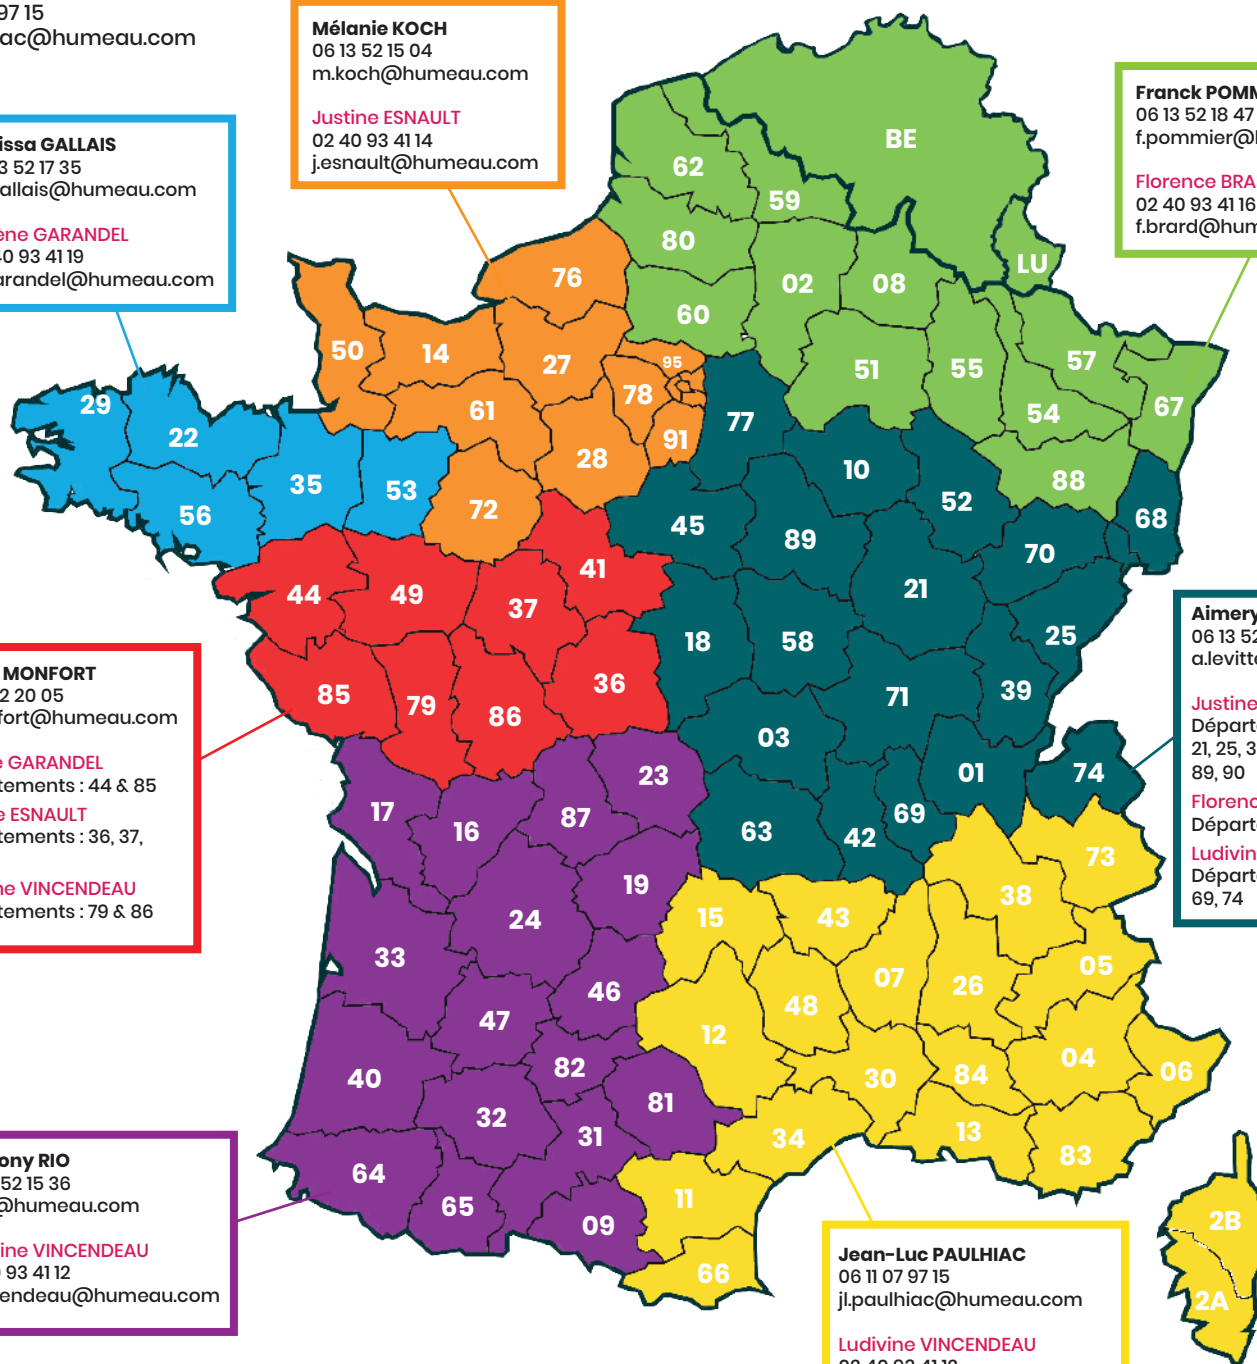 97 15
ac@humeau.com
Mélanie KOCH
06 13 52 15 04
m.koch@humeau.com
Justine ESNAULT
02 40 93 41 14
j.esnault@humeau.com
issa GALLAIS
3 52 17 35
allais@humeau.com
ène GARANDEL
40 93 41 19
arandel@humeau.com
Franck POMM
06 13 52 18 47
f.pommier@
Florence BRA
02 40 93 41 16
f.brard@hum
BE
62
59
80
LU
76
02
08
60
50
14
27
95
51
55
57
78
29
61
77
54
67
22
91
28
10
88
35
53
56
72
45
52
68
89
70
41
44
49
37
21
18
58
25
36
85
79
86
71
39
03
23
01
74
17
16
87
63
42
69
73
19
38
24
15
43
33
05
46
07
26
48
47
12
04
82
30
84
06
40
81
32
31
34
13
83
64
65
11
09
66
2B
2A
MONFORT
2 20 05
fort@humeau.com
e GARANDEL
tements : 44 & 85
e ESNAULT
tements : 36, 37,
ne VINCENDEAU
tements : 79 & 86
Aimery
06 13 52
a.levitte
Justine
Départe
21, 25, 3
89, 90
Florenc
Départe
Ludivin
Départe
69, 74
ony RIO
52 15 36
@humeau.com
ine VINCENDEAU
93 41 12
endeau@humeau.com
Jean-Luc PAULHIAC
06 11 07 97 15
jl.paulhiac@humeau.com
Ludivine VINCENDEAU
02 40 93 41 12